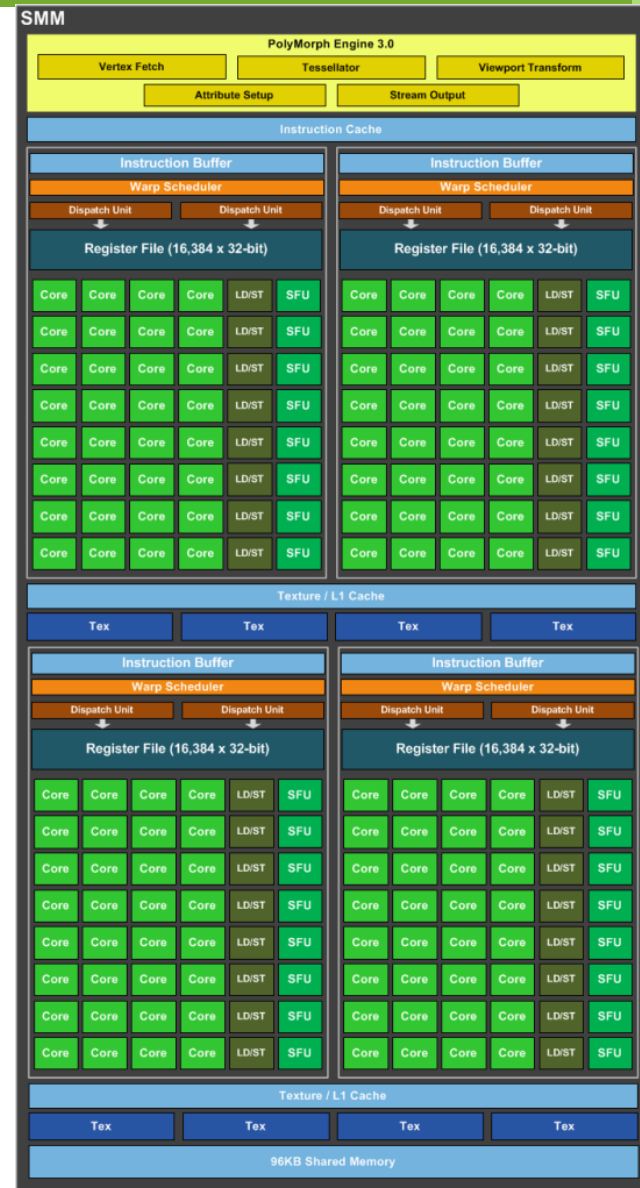 SMM
PolyMorph Engine 3.0
Vertex Fetch Tessellator Viewport Transform
Attribute Setup Stream Output
Instruction Cache
Instruction Buffer Instruction Buffer
Warp Scheduler Warp Scheduler
Dispatch Unit Dispatch Unit Dispatch Unit Dispatch Unit
Register File (16,384 x 32-bit) Register File (16,384 x 32-bit)
Core Core Core Core LD/ST SFU Core Core Core Core LD/ST SFU
Core Core Core Core LD/ST SFU Core Core Core Core LD/ST SFU
Core Core Core Core LD/ST SFU Core Core Core Core LD/ST SFU
Core Core Core Core LD/ST SFU Core Core Core Core LD/ST SFU
Core Core Core Core LD/ST SFU Core Core Core Core LD/ST SFU
Core Core Core Core LD/ST SFU Core Core Core Core LD/ST SFU
Core Core Core Core LD/ST SFU Core Core Core Core LD/ST SFU
Core Core Core Core LD/ST SFU Core Core Core Core LD/ST SFU
Texture / L1 Cache
Tex Tex Tex Tex
Instruction Buffer Instruction Buffer
Warp Scheduler Warp Scheduler
Dispatch Unit Dispatch Unit Dispatch Unit Dispatch Unit
Register File (16,384 x 32-bit) Register File (16,384 x 32-bit)
Core Core Core Core LD/ST SFU Core Core Core Core LD/ST SFU
Core Core Core Core LD/ST SFU Core Core Core Core LD/ST SFU
Core Core Core Core LD/ST SFU Core Core Core Core LD/ST SFU
Core Core Core Core LD/ST SFU Core Core Core Core LD/ST SFU
Core Core Core Core LD/ST SFU Core Core Core Core LD/ST SFU
Core Core Core Core LD/ST SFU Core Core Core Core LD/ST SFU
Core Core Core Core LD/ST SFU Core Core Core Core LD/ST SFU
Core Core Core Core LD/ST SFU Core Core Core Core LD/ST SFU
Texture / L1 Cache
Tex Tex Tex Tex
96KB Shared Memory